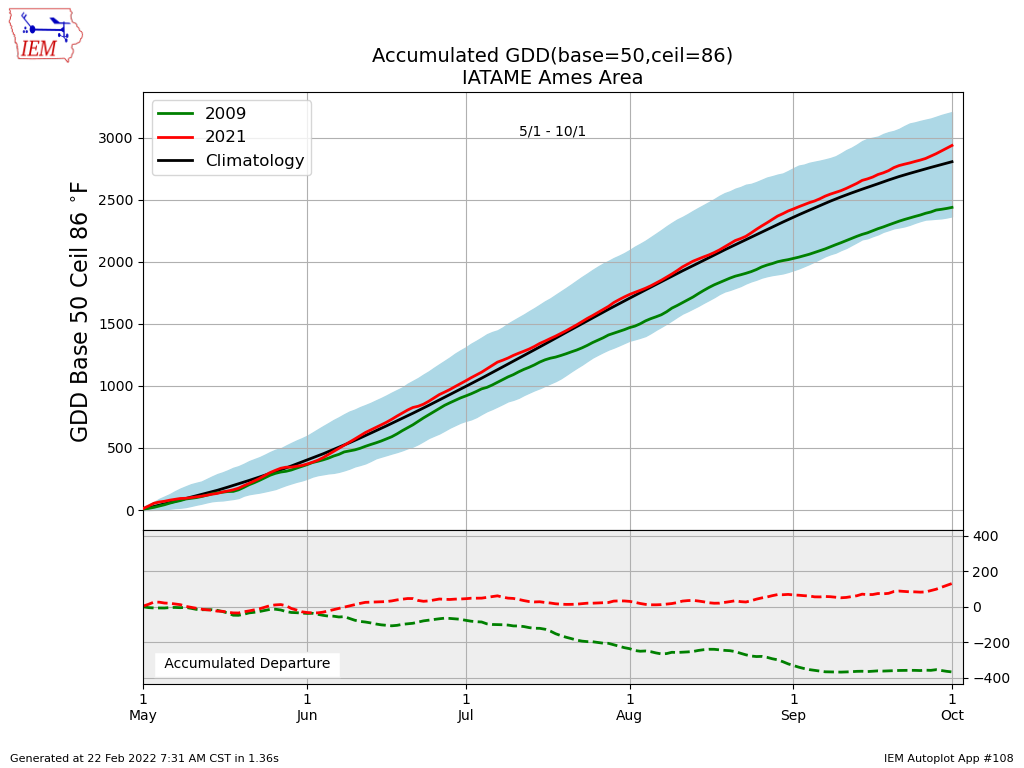 IEM
Accumulated GDD(base=50,ceil=86)
IATAME Ames Area
2009
2021
Climatology
5/1 - 10/1
GDD Base 50 Ceil 86 °F
3000
2500
2000
1500
1000
500
0
400
200
0
−200
−400
Accumulated Departure
1 1 1 1 1 1
May Jun Jul Aug Sep Oct
Generated at 22 Feb 2022 7:31 AM CST in 1.36s IEM Autoplot App #108